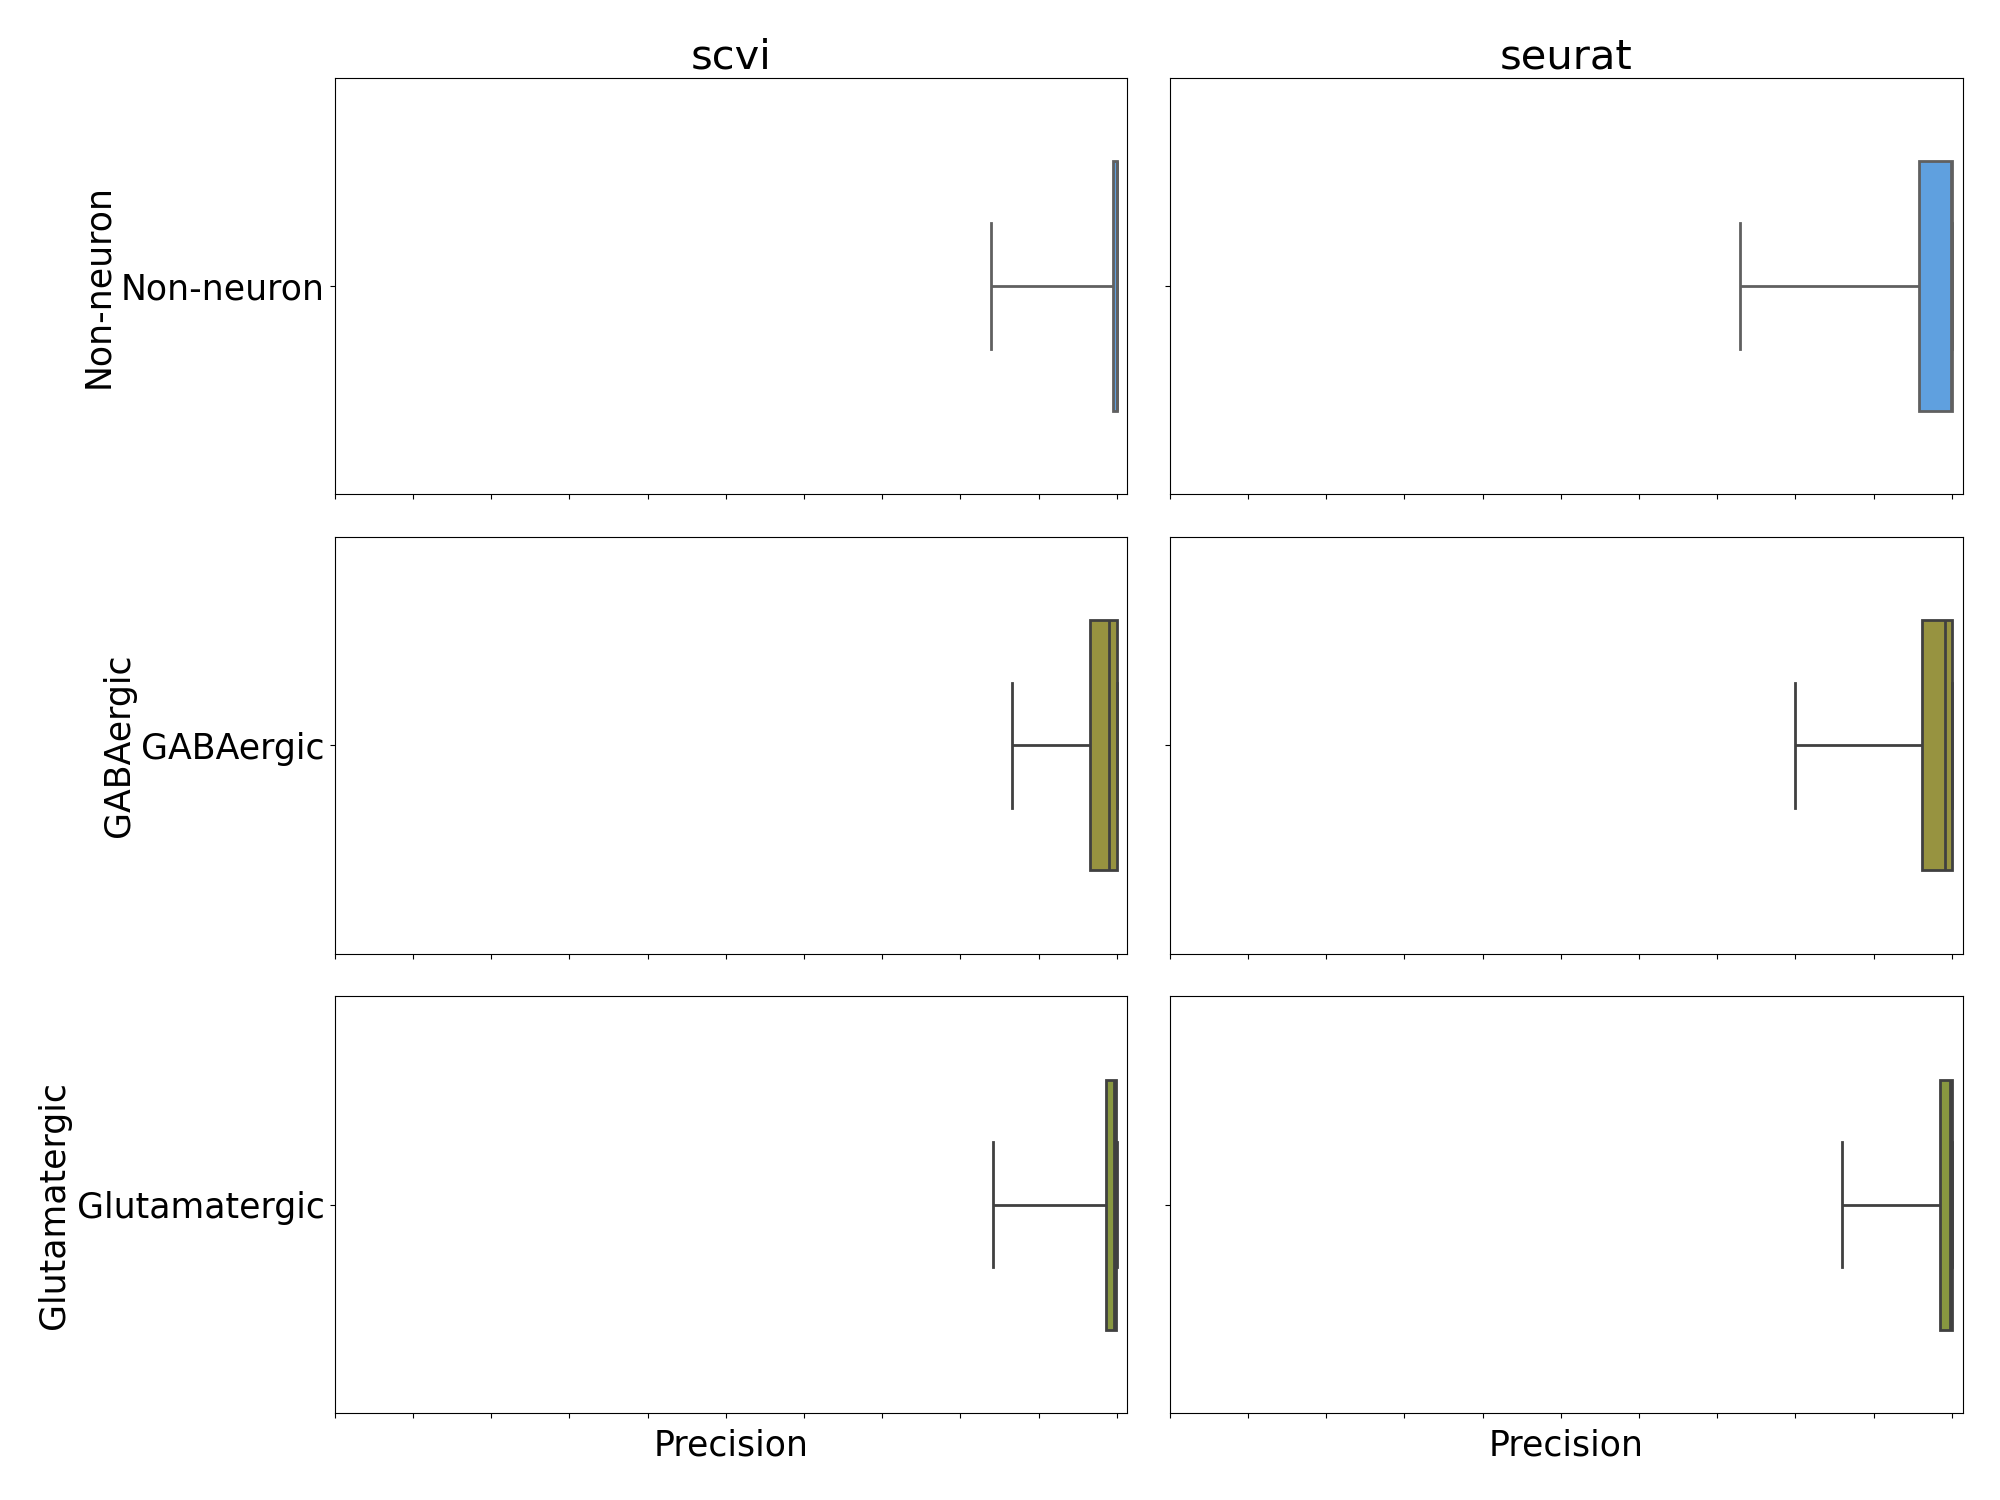 scvi
seurat
Non-neuron
Non-neuron
GABAergic
GABAergic
Glutamatergic
Glutamatergic
Precision
Precision